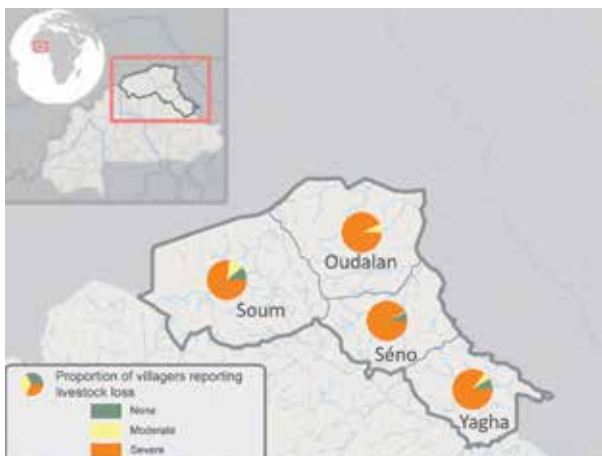 Oudalan
Soum
Séno
Yagha
Proportion of villagers reporting
livestock loss
None
Moderate
Severe